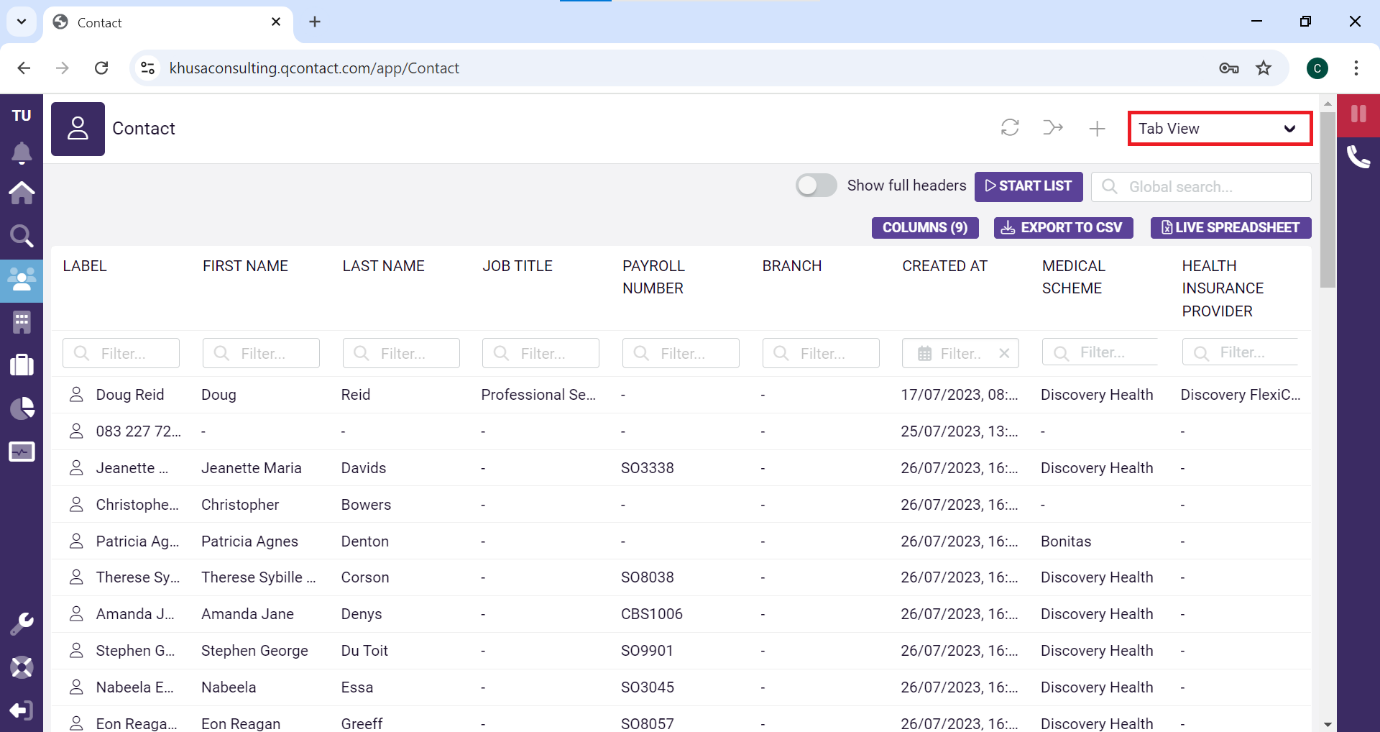 Contact
khusaconsulting.qcontact.com/app/Contact
C
TU
Contact
Tab View
Show full headers
START LIST
Global search...
COLUMNS (9)
EXPORT TO CSV
LIVE SPREADSHEET
LABEL FIRST NAME LAST NAME JOB TITLE PAYROLL NUMBER BRANCH CREATED AT MEDICAL SCHEME HEALTH INSURANCE PROVIDER
Filter... Filter... Filter... Filter... Filter... Filter... Filter.. Filter... Filter...
Doug Reid Doug Reid Professional Se... - - 17/07/2023, 08:... Discovery Health Discovery FlexiC...
083 227 72... - - - - - 25/07/2023, 13:... - -
Jeanette ... Jeanette Maria Davids - SO3338 - 26/07/2023, 16:... Discovery Health -
Christophe... Christopher Bowers - - - 26/07/2023, 16:... - -
Patricia Ag... Patricia Agnes Denton - - - 26/07/2023, 16:... Bonitas -
Therese Sy... Therese Sybille ... Corson - SO8038 - 26/07/2023, 16:... Discovery Health -
Amanda J... Amanda Jane Denys - CBS1006 - 26/07/2023, 16:... Discovery Health -
Stephen G... Stephen George Du Toit - SO9901 - 26/07/2023, 16:... Discovery Health -
Nabeela E... Nabeela Essa - SO3045 - 26/07/2023, 16:... Discovery Health -
Eon Reaga... Eon Reagan Greeff - SO8057 - 26/07/2023, 16:... Discovery Health -